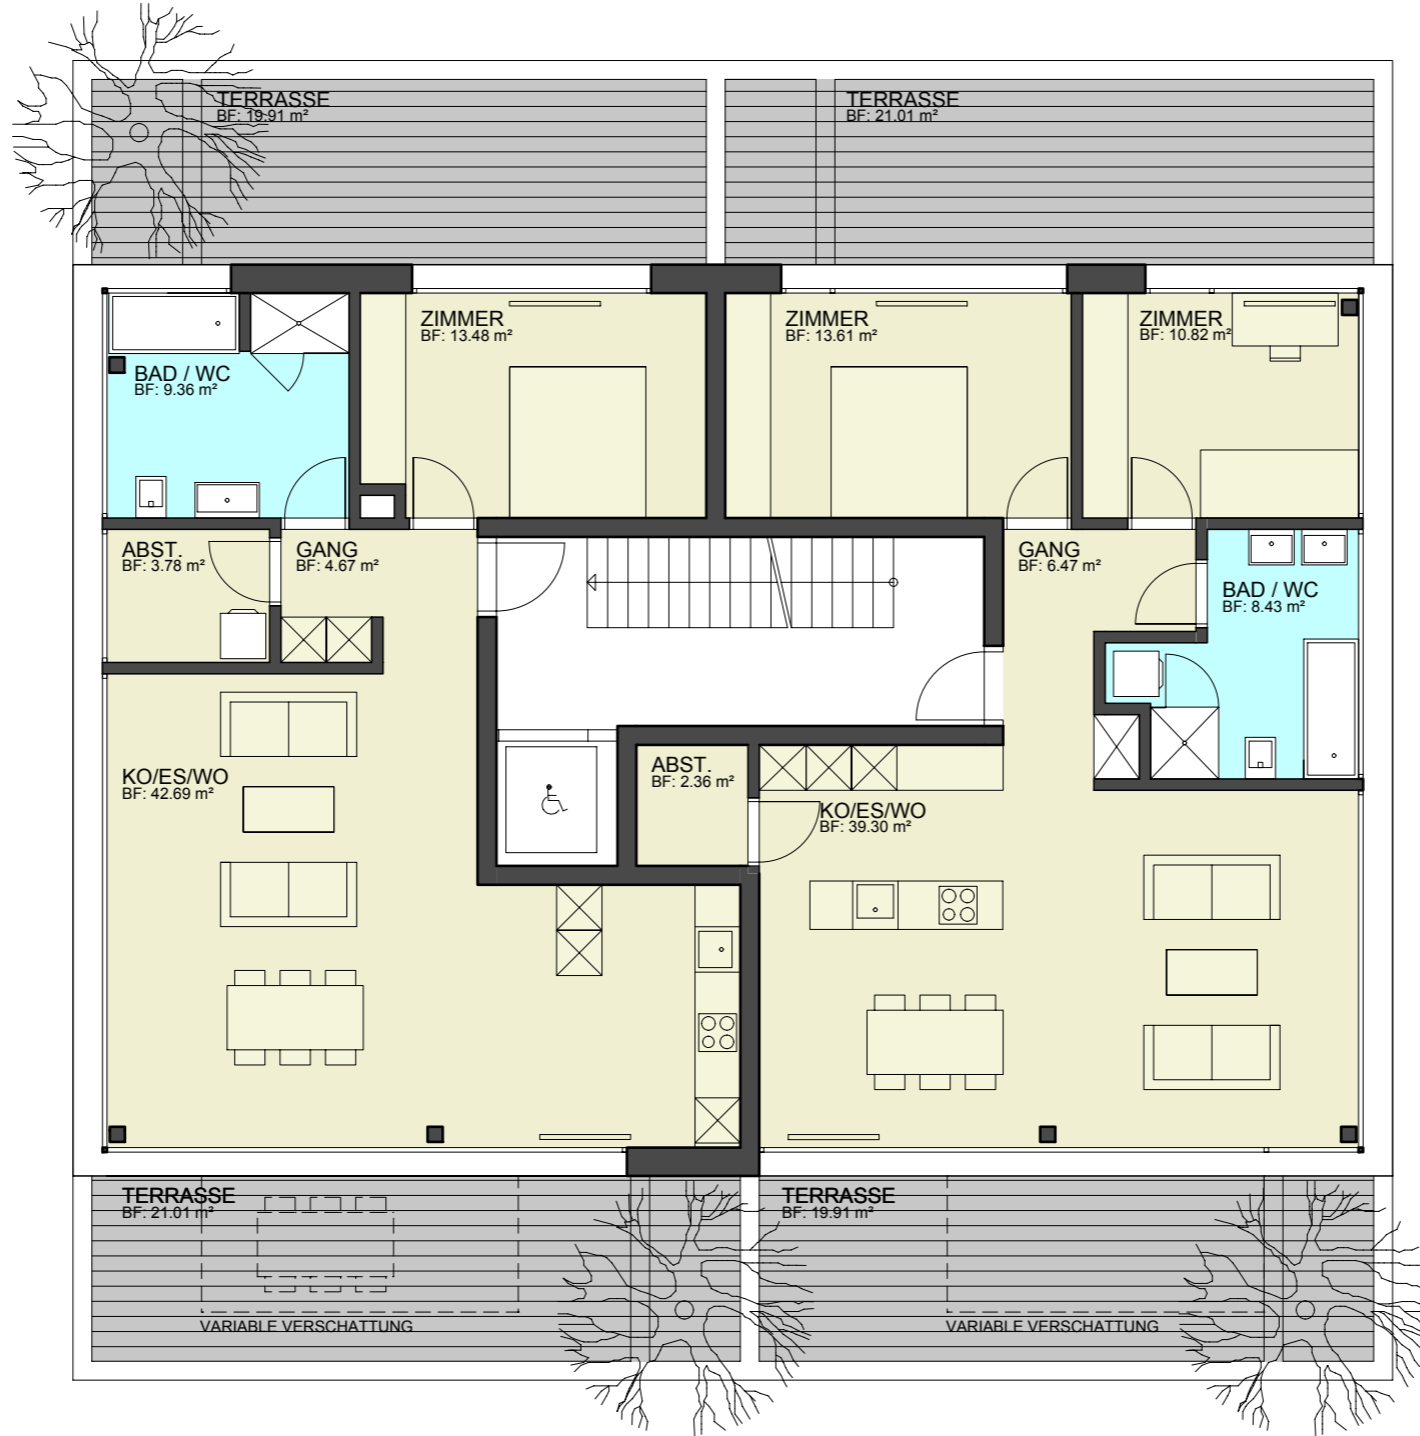 TERRASSE
BF: 19.91 m²
TERRASSE
BF: 21.01 m²
ZIMMER
BF: 13.48 m²
ZIMMER
BF: 13.61 m²
ZIMMER
BF: 10.82 m²
BAD / WC
BF: 9.36 m²
ABST.
BF: 3.78 m²
GANG
BF: 4.67 m²
GANG
BF: 6.47 m²
BAD / WC
BF: 8.43 m²
KO/ES/WO
BF: 42.69 m²
ABST.
BF: 2.36 m²
KO/ES/WO
BF: 39.30 m²
TERRASSE
BF: 21.01 m²
TERRASSE
BF: 19.91 m²
VARIABLE VERSCHATTUNG
VARIABLE VERSCHATTUNG